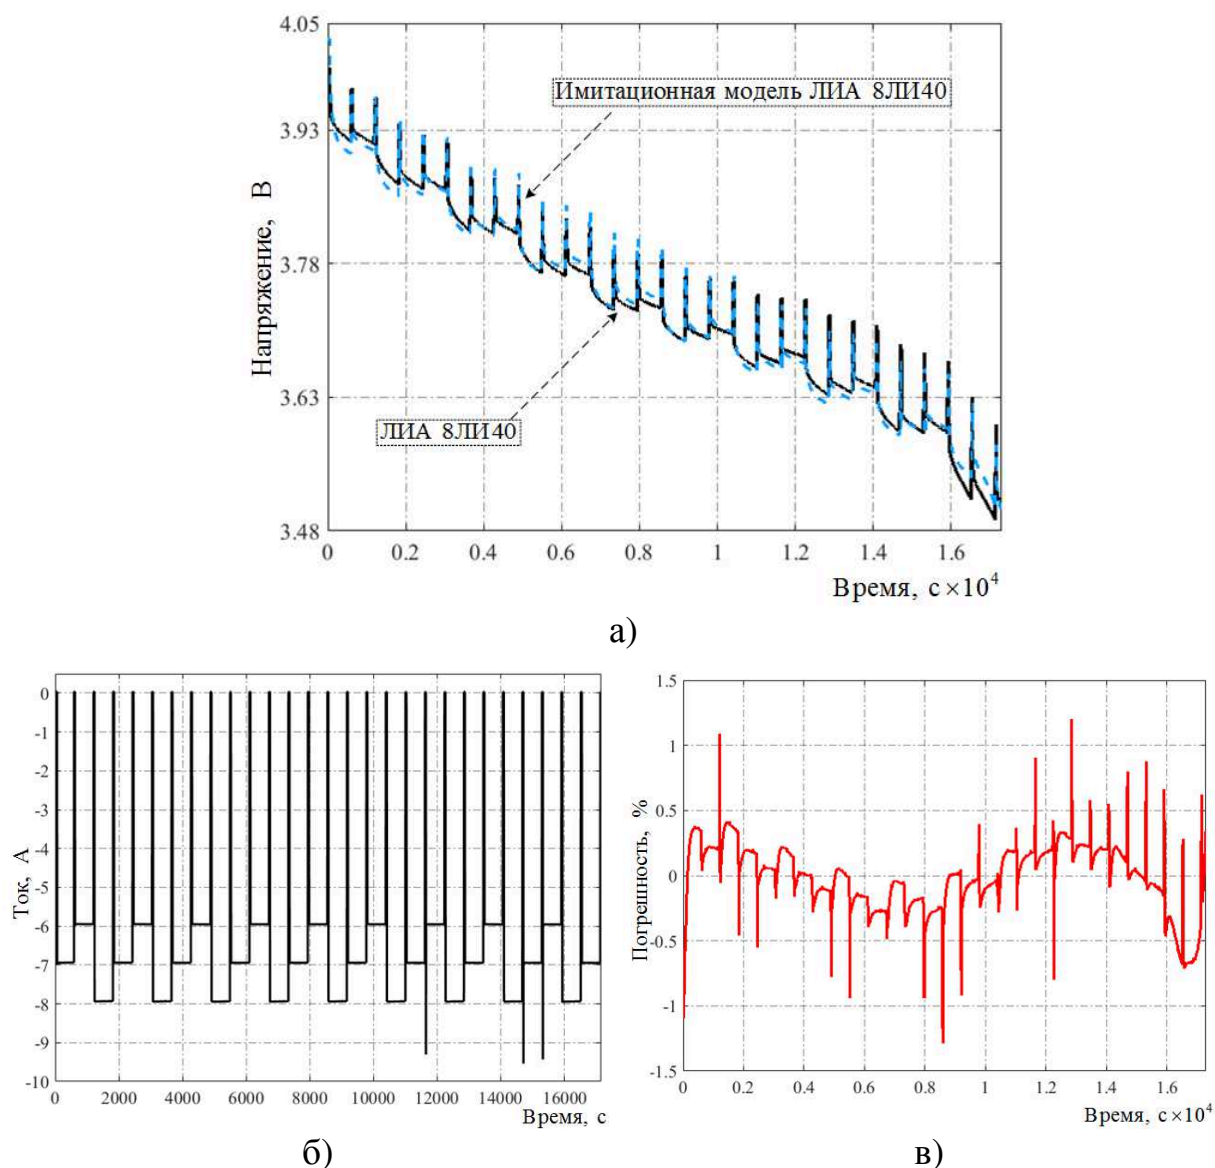 4.05
3.93
3.78
3.63
3.48
Напряжение, В
Имитационная модель ЛИА 8ЛИ40
ЛИА 8ЛИ40
0 0.2 0.4 0.6 0.8 1 1.2 1.4 1.6
Время, с×10⁴
а)
0
-1
-2
-3
-4
-5
-6
-7
-8
-9
-10
Ток, А
0 2000 4000 6000 8000 10000 12000 14000 16000
Время, с
б)
1.5
1
0.5
0
-0.5
-1
-1.5
Погрешность, %
0 0.2 0.4 0.6 0.8 1 1.2 1.4 1.6
Время, с×10⁴
в)